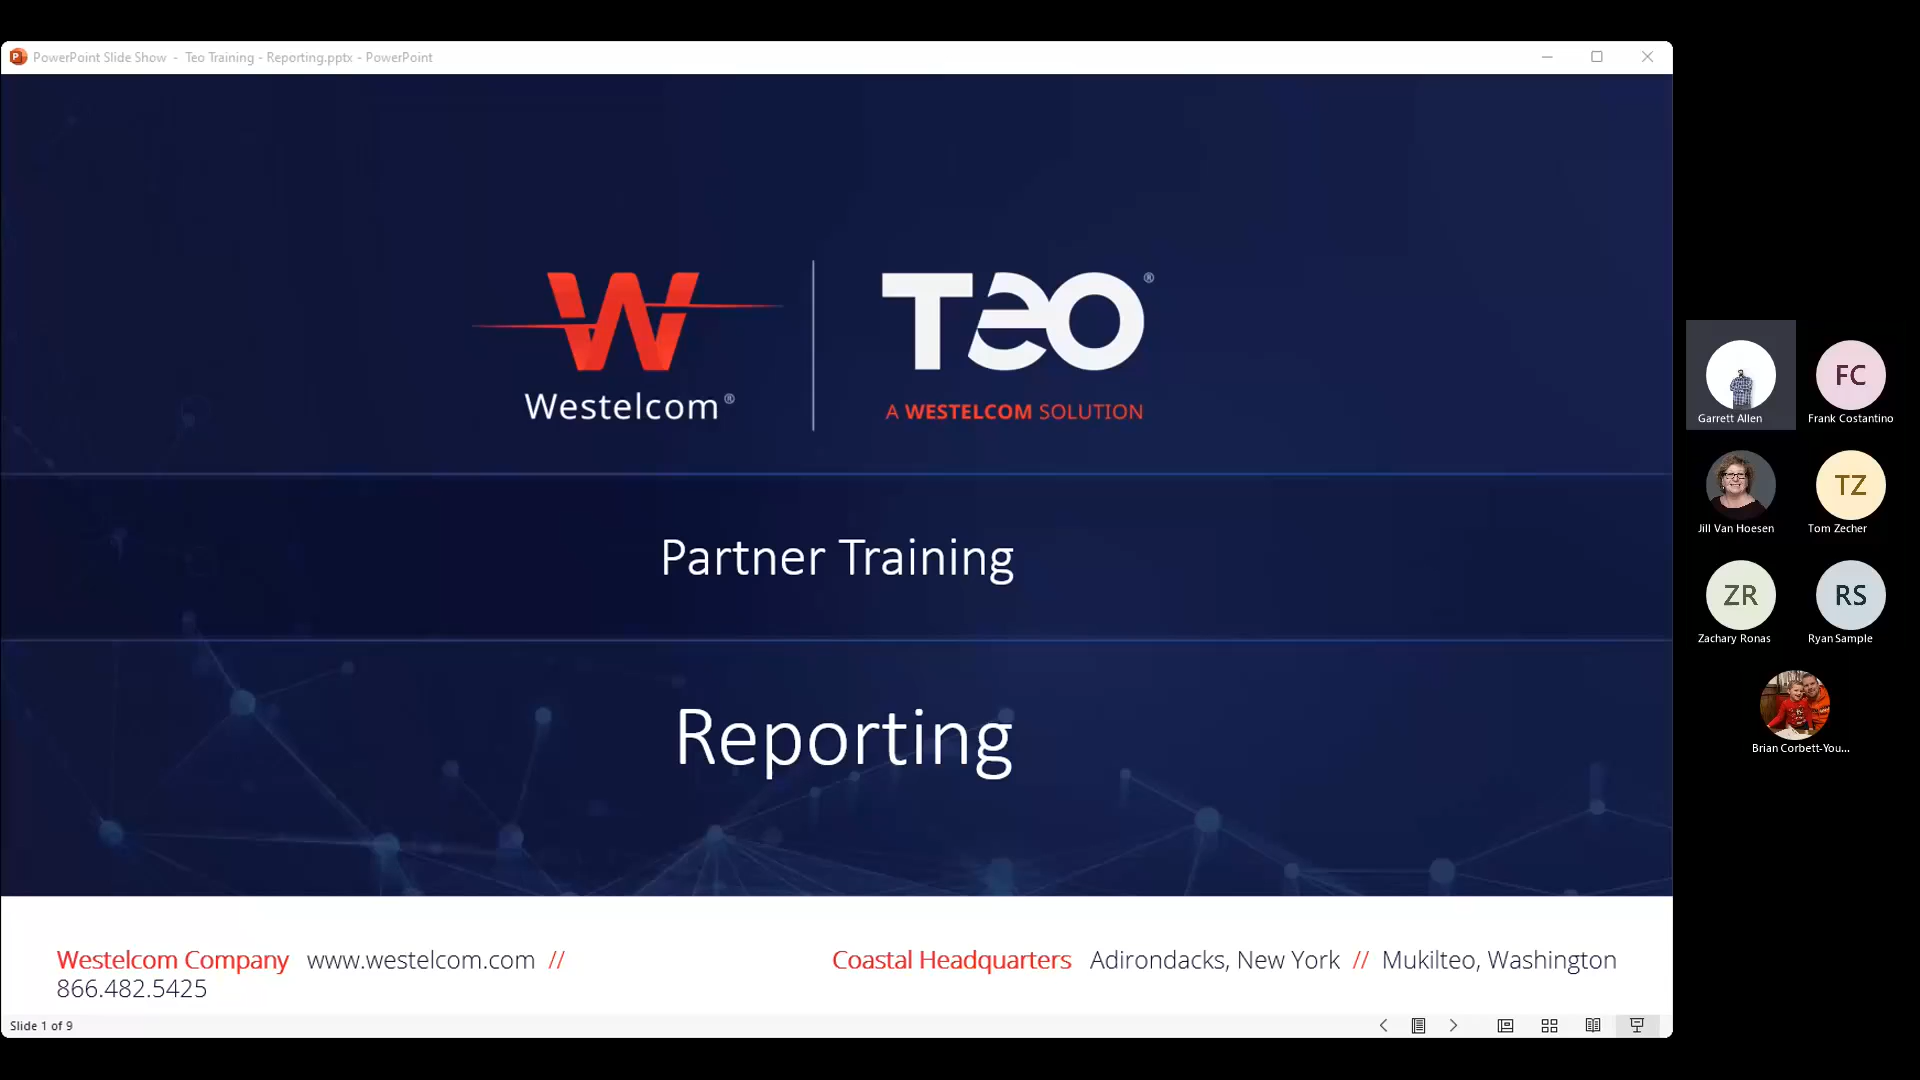 PowerPoint Slide Show - Teo Training - Reporting.pptx - PowerPoint
W
Westelcom®
Teo®
A WESTELCOM SOLUTION
Partner Training
Reporting
Westelcom Company www.westelcom.com //
866.482.5425
Coastal Headquarters Adirondacks, New York // Mukilteo, Washington
Slide 1 of 9
Garrett Allen
FC
Frank Costantino
Jill Van Hoesen
TZ
Tom Zecher
ZR
Zachary Ronas
RS
Ryan Sample
Brian Corbett-You...